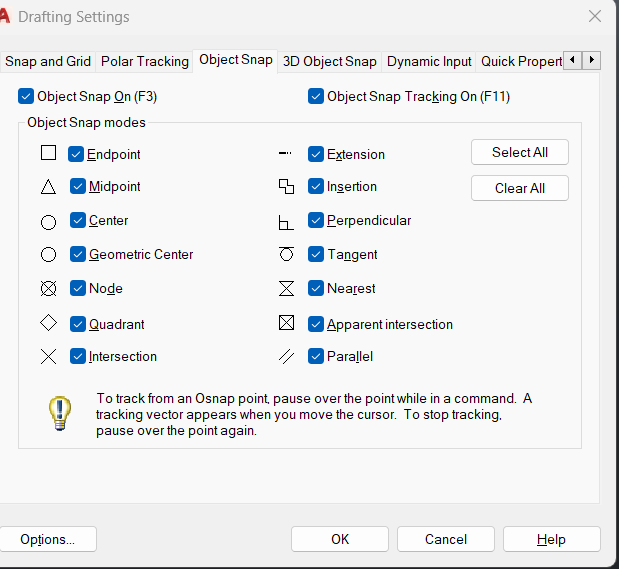 Drafting Settings
Snap and Grid Polar Tracking Object Snap 3D Object Snap Dynamic Input Quick Propert
Object Snap On (F3) Object Snap Tracking On (F11)
Object Snap modes
Endpoint Extension Select All
Midpoint Insertion Clear All
Center Perpendicular
Geometric Center Tangent
Node Nearest
Quadrant Apparent intersection
Intersection Parallel
To track from an Osnap point, pause over the point while in a command. A
tracking vector appears when you move the cursor. To stop tracking,
pause over the point again.
Options... OK Cancel Help